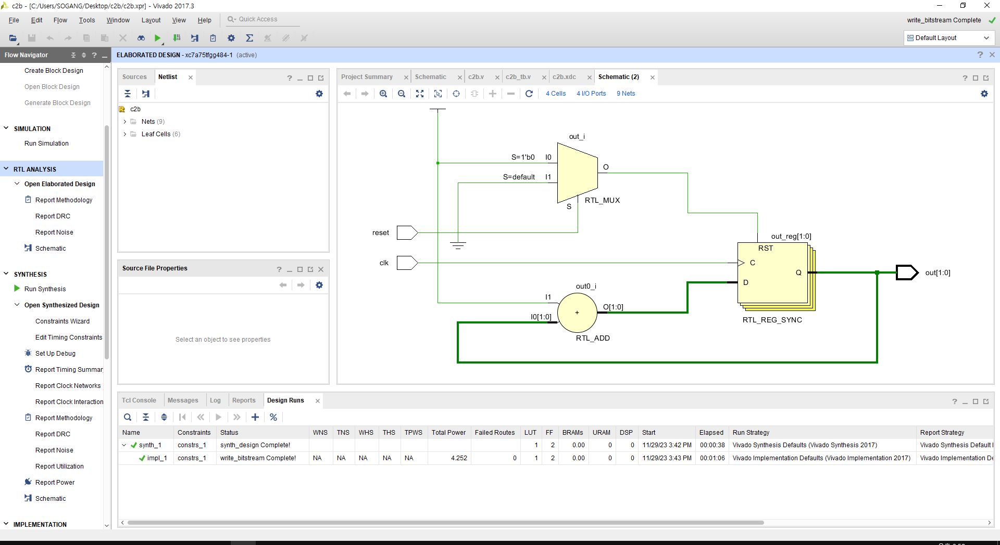 c2b - [C:/Users/SOGANG/Desktop/c2b/c2b.xpr] - Vivado 2017.3
File Edit Flow Tools Window Layout View Help Quick Access
write_bitstream Complete
Default Layout
Flow Navigator
ELABORATED DESIGN - xc7a75tfgg484-1 (active)
Create Block Design
Open Block Design
Generate Block Design
SIMULATION
Run Simulation
RTL ANALYSIS
Open Elaborated Design
Report Methodology
Report DRC
Report Noise
Schematic
SYNTHESIS
Run Synthesis
Open Synthesized Design
Constraints Wizard
Edit Timing Constraints
Set Up Debug
Report Timing Summar
Report Clock Networks
Report Clock Interaction
Report Methodology
Report DRC
Report Noise
Report Utilization
Report Power
Schematic
IMPLEMENTATION
Sources Netlist
c2b
Nets (9)
Leaf Cells (6)
Source File Properties
Select an object to see properties
Project Summary Schematic c2b.v c2b_tb.v c2b.xdc Schematic (2)
4 Cells 4 I/O Ports 9 Nets
out_i
S=1'b0 I0
O
S=default I1
RTL_MUX
S
reset
out_reg[1:0]
RST
clk
C
Q
out[1:0]
D
out0_i
I1
O[1:0]
+
I0[1:0]
RTL_REG_SYNC
RTL_ADD
Tcl Console Messages Log Reports Design Runs
Name Constraints Status WNS TNS WHS THS TPWS Total Power Failed Routes LUT FF BRAMs URAM DSP Start Elapsed Run Strategy Report Strategy
synth_1 constrs_1 synth_design Complete! 1 2 0.00 0 0 11/29/23 3:42 PM 00:00:38 Vivado Synthesis Defaults (Vivado Synthesis 2017) Vivado Synthesis Default
impl_1 constrs_1 write_bitstream Complete! NA NA NA NA NA 4.252 0 1 2 0.00 0 0 11/29/23 3:43 PM 00:01:06 Vivado Implementation Defaults (Vivado Implementation 2017) Vivado Implementation De